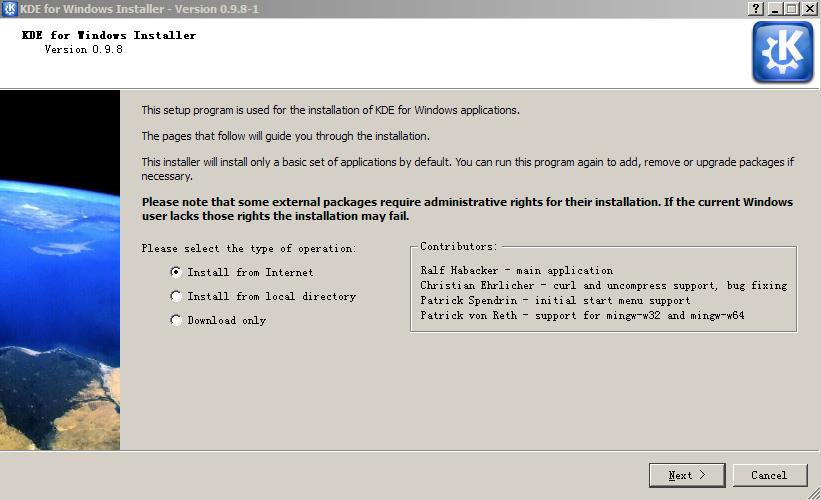 KDE for Windows Installer - Version 0.9.8-1
KDE for Windows Installer
Version 0.9.8
This setup program is used for the installation of KDE for Windows applications.
The pages that follow will guide you through the installation.
This installer will install only a basic set of applications by default. You can run this program again to add, remove or upgrade packages if
necessary.
Please note that some external packages require administrative rights for their installation. If the current Windows
user lacks those rights the installation may fail.
Please select the type of operation:
Install from Internet
Install from local directory
Download only
Contributors:
Ralf Habacker - main application
Christian Ehrlicher - curl and uncompress support, bug fixing
Patrick Spendrin - initial start menu support
Patrick von Reth - support for mingw-w32 and mingw-w64
Next >
Cancel